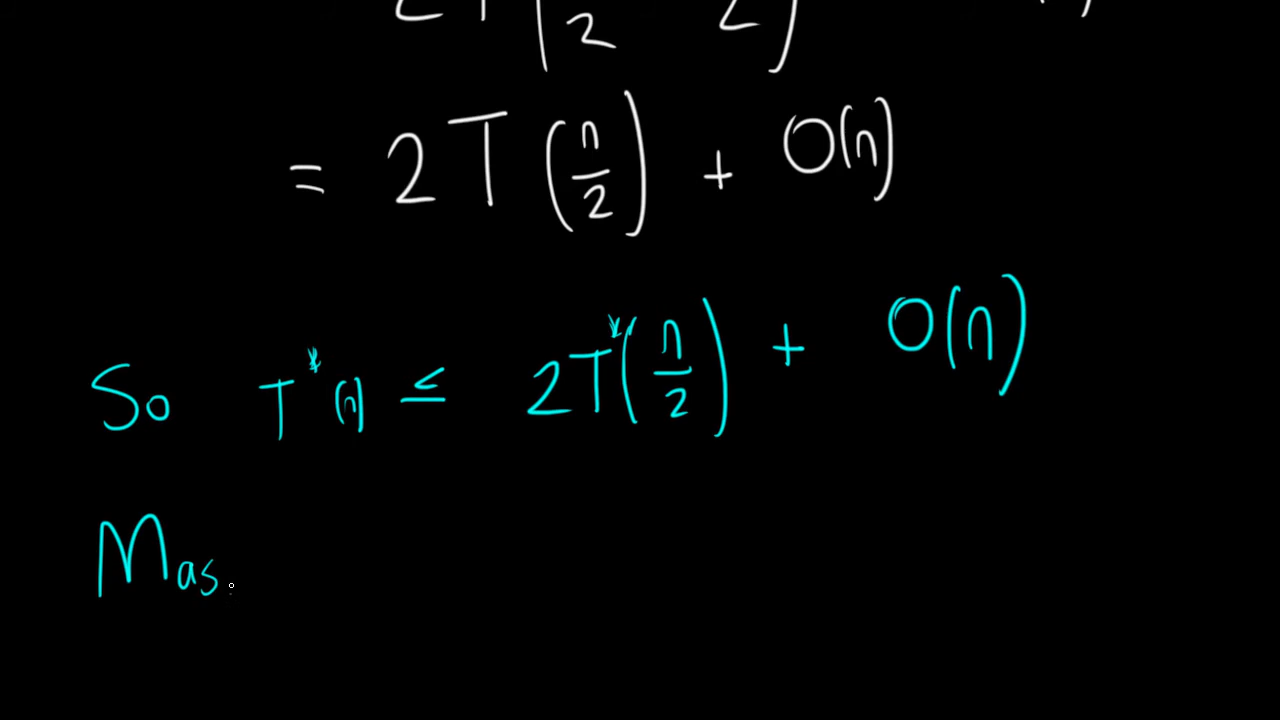 = 2T(n/2) + O(n)
So T*(n) ≤ 2T*(n/2) + O(n)
Mas